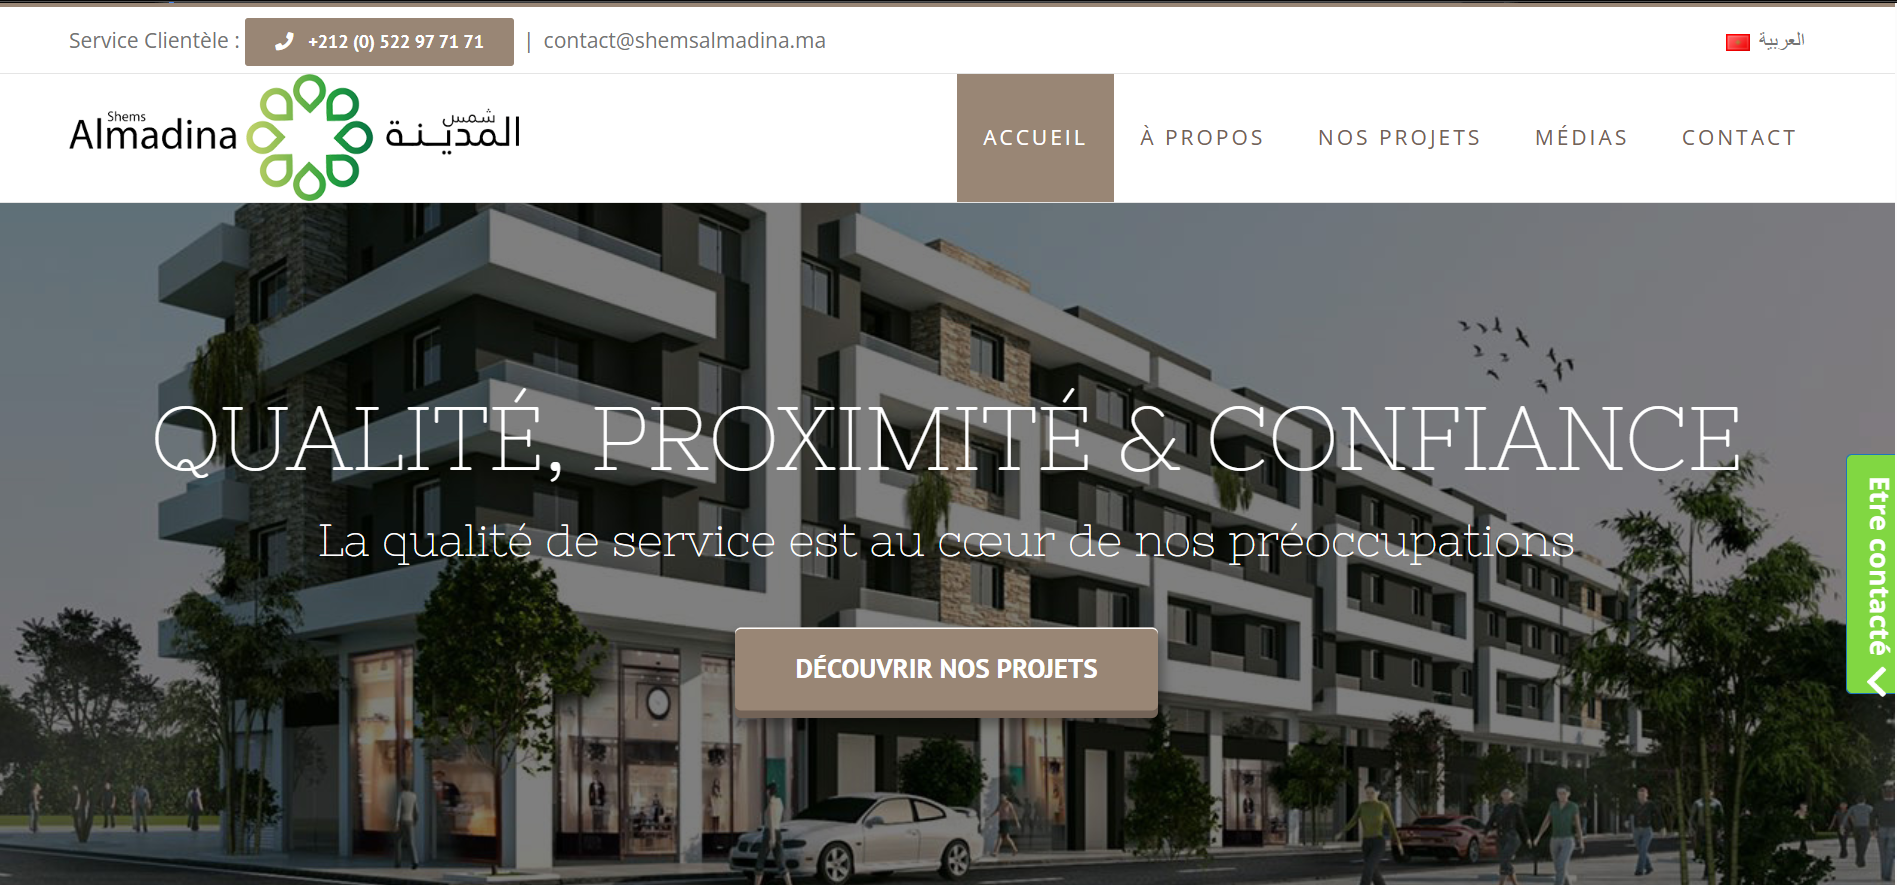 Service Clientèle : +212 (0) 522 97 71 71 | contact@shemsalmadina.ma
العربية
Shems
Almadina
شمس
المدينة
ACCUEIL
À PROPOS
NOS PROJETS
MÉDIAS
CONTACT
QUALITÉ, PROXIMITÉ & CONFIANCE
La qualité de service est au cœur de nos préoccupations
DÉCOUVRIR NOS PROJETS
Etre contacté